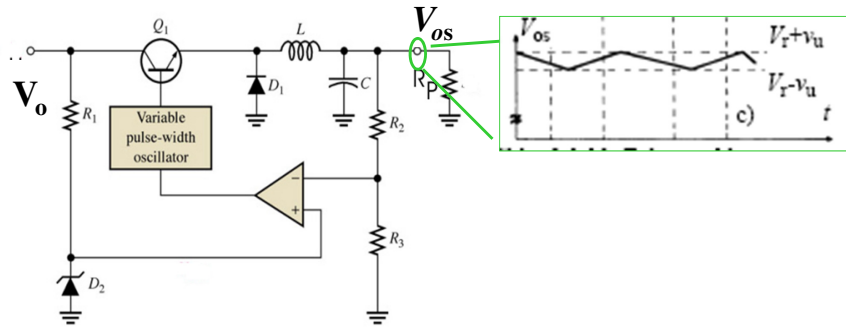 Q1
L
Vos
Vos
Vr+vu
. .
Vo
R1
D1
C
RP
Vr-vu
Variable
pulse-width
oscillator
R2
c)
t
−
+
R3
D2